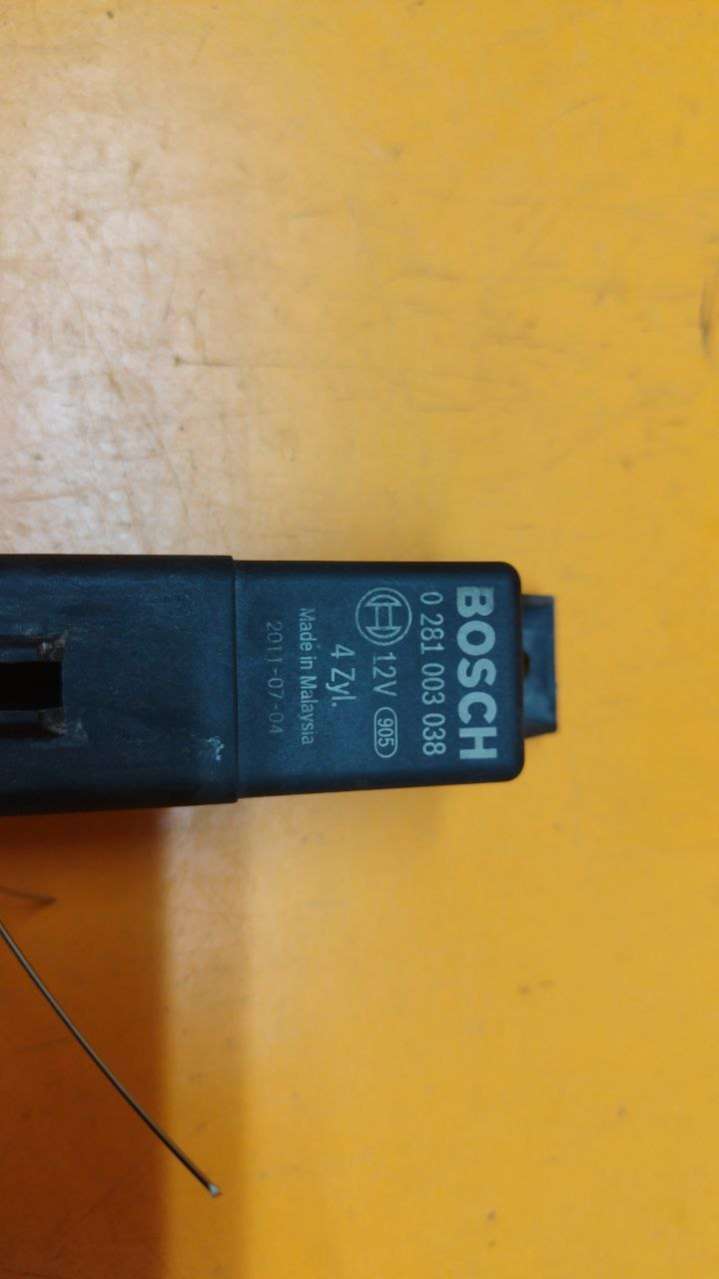 BOSCH
0 281 003 038
12V 905
4 Zyl.
Made in Malaysia
2011-07-04